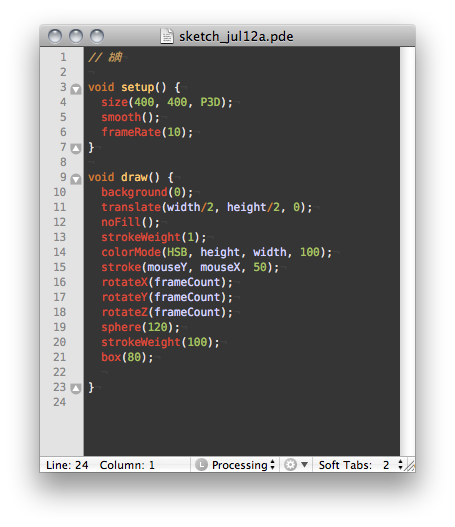 sketch_jul12a.pde
1 //
2
3 void setup() {
4 size(400, 400, P3D);
5 smooth();
6 frameRate(10);
7 }
8
9 void draw() {
10 background(0);
11 translate(width/2, height/2, 0);
12 noFill();
13 strokeWeight(1);
14 colorMode(HSB, height, width, 100);
15 stroke(mouseY, mouseX, 50);
16 rotateX(frameCount);
17 rotateY(frameCount);
18 rotateZ(frameCount);
19 sphere(120);
20 strokeWeight(100);
21 box(80);
22
23 }
24
Line: 24 Column: 1 L Processing Soft Tabs: 2